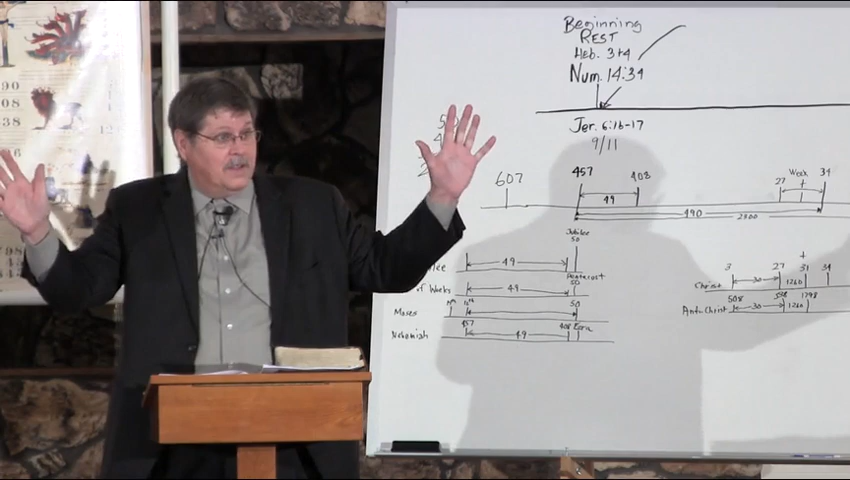 Beginning
REST
Heb. 3+4
Num. 14:34
Jer. 6:16-17
9/11
607
457
408
49
27
Week
34
490
2300
Jubilee
50
49
Pentecost
50
of Weeks
49
Moses
50
457
408 Ezra
Nehemiah
49
3
27
31
34
Christ
30
1260
508
538
1798
Anti-Christ
30
1260
90
08
38